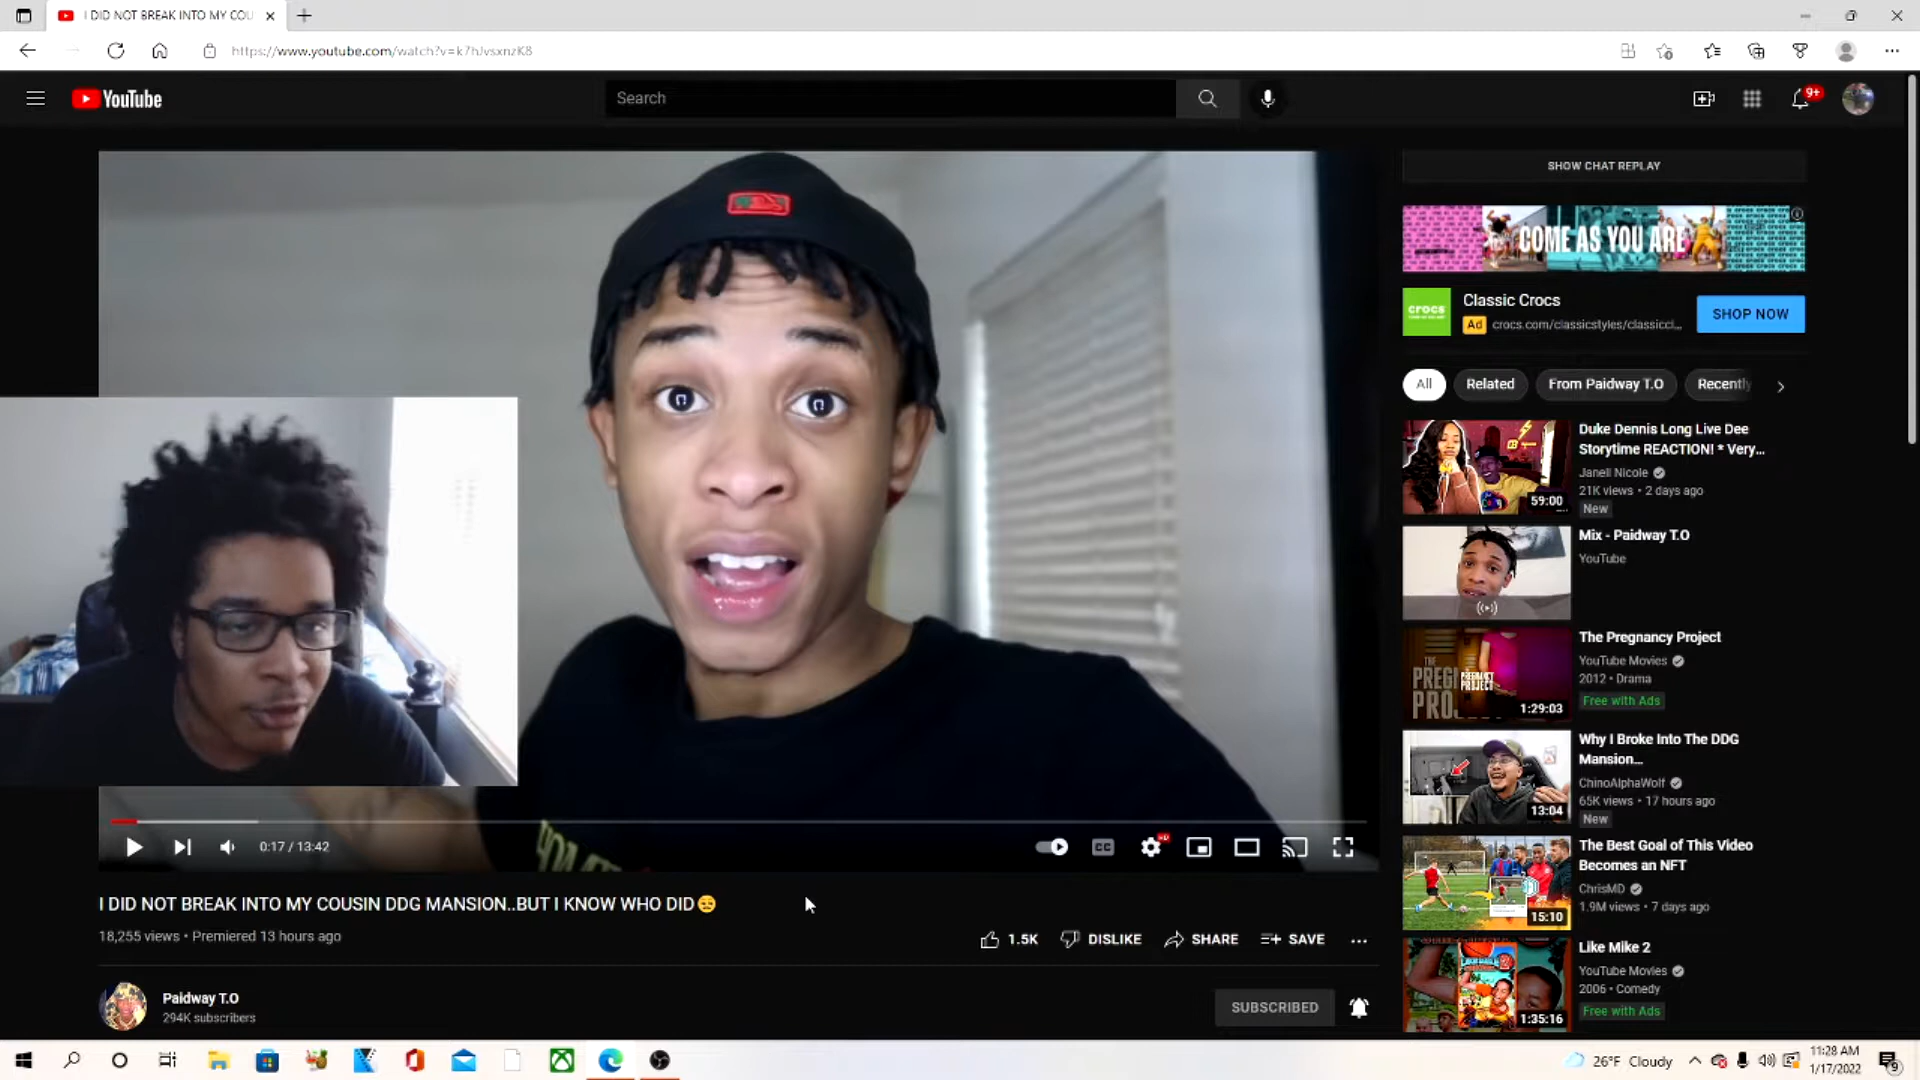 I DID NOT BREAK INTO MY COU
https://www.youtube.com/watch?v=k7hJvsxnzK8
YouTube
Search
9+
SHOW CHAT REPLAY
COME AS YOU ARE
Classic Crocs
crocs
Ad crocs.com/classicstyles/classiccl...
SHOP NOW
All
Related
From Paidway T.O
Recently
Duke Dennis Long Live Dee
Storytime REACTION! * Very...
Janell Nicole
21K views • 2 days ago
New
59:00
Mix - Paidway T.O
YouTube
The Pregnancy Project
YouTube Movies
2012 • Drama
Free with Ads
1:29:03
Why I Broke Into The DDG
Mansion...
ChinoAlphaWolf
65K views • 17 hours ago
New
13:04
The Best Goal of This Video
Becomes an NFT
ChrisMD
1.9M views • 7 days ago
15:10
Like Mike 2
YouTube Movies
2006 • Comedy
Free with Ads
1:35:16
0:17 / 13:42
CC
HD
I DID NOT BREAK INTO MY COUSIN DDG MANSION..BUT I KNOW WHO DID😔
18,255 views • Premiered 13 hours ago
1.5K
DISLIKE
SHARE
SAVE
Paidway T.O
294K subscribers
SUBSCRIBED
26°F Cloudy
11:28 AM
1/17/2022
9